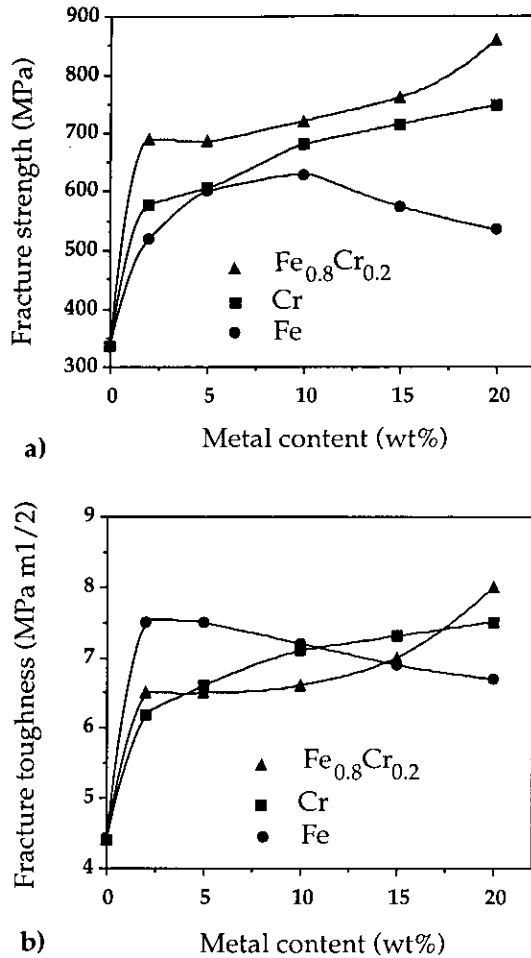 900
800
700
600
500
400
300
Fracture strength (MPa)
Fe0.8Cr0.2
Cr
Fe
0 5 10 15 20
Metal content (wt%)
a)
9
8
7
6
5
4
Fracture toughness (MPa m1/2)
Fe0.8Cr0.2
Cr
Fe
0 5 10 15 20
Metal content (wt%)
b)